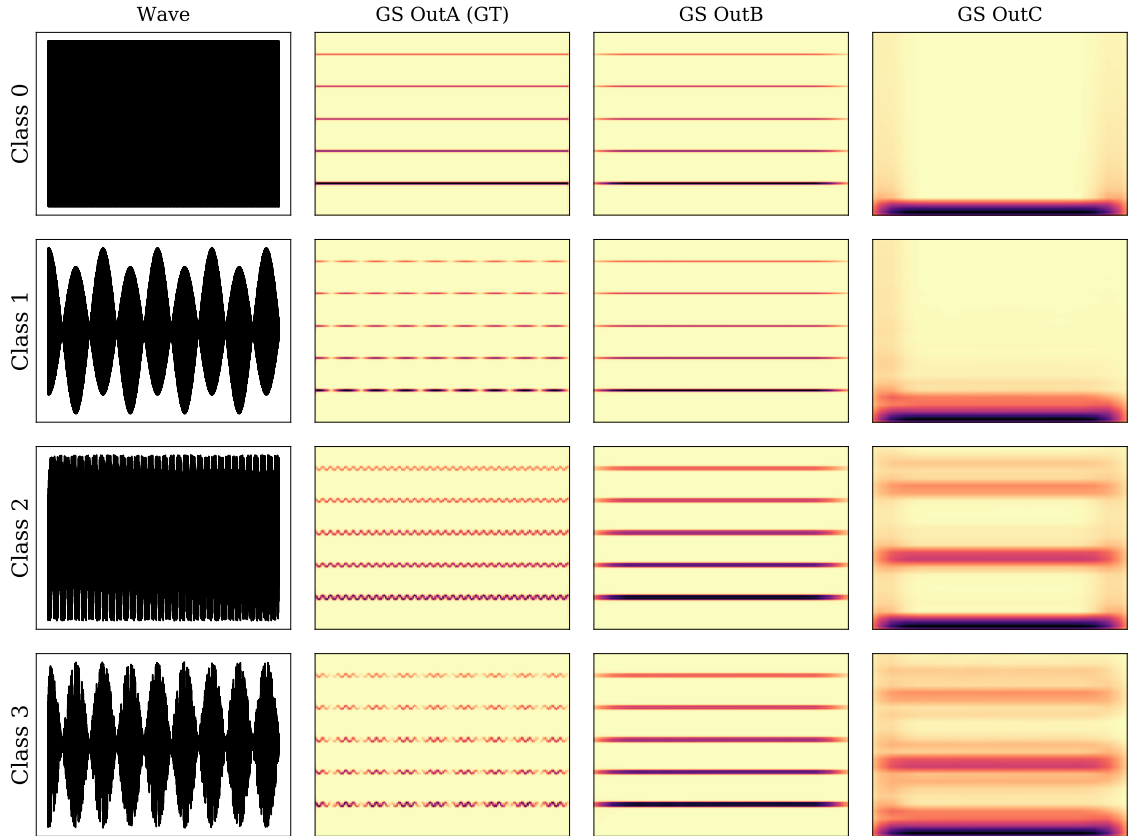 Wave
GS OutA (GT)
GS OutB
GS OutC
Class 0
Class 1
Class 2
Class 3